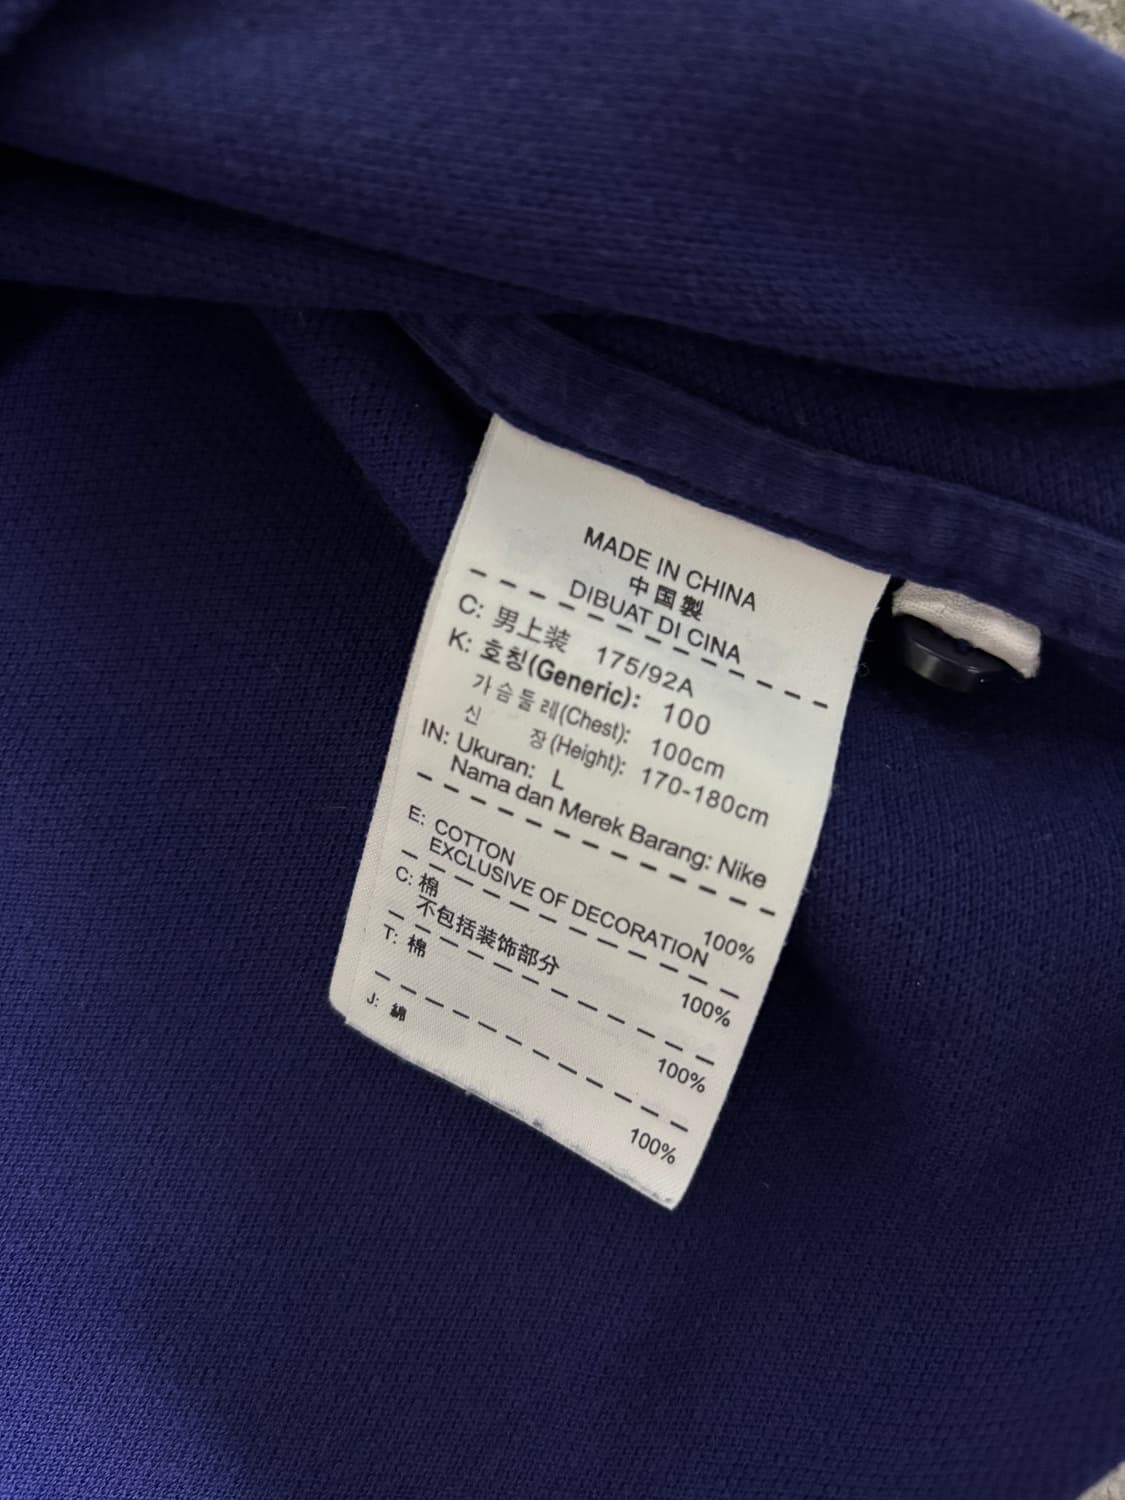 MADE IN CHINA
中国製
DIBUAT DI CINA
C: 男上装 175/92A
K: 호칭(Generic): 100
가슴둘레(Chest): 100cm
신 장(Height): 170-180cm
IN: Ukuran: L
Nama dan Merek Barang: Nike
E: COTTON 100%
EXCLUSIVE OF DECORATION
C: 棉 100%
不包括装饰部分
T: 棉 100%
J: 綿 100%